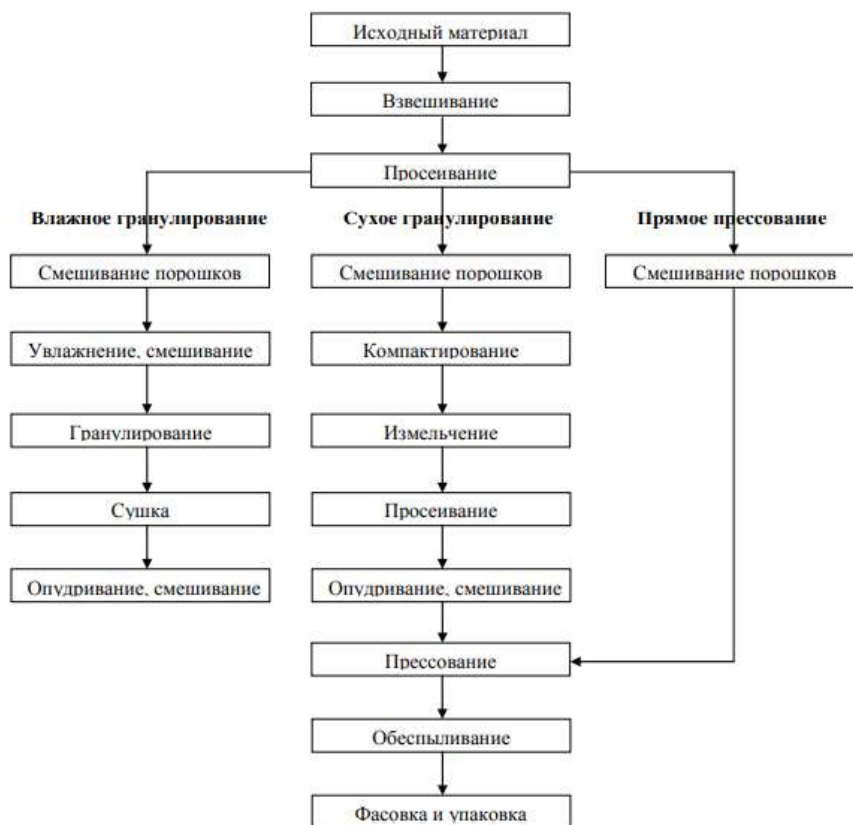 Исходный материал
Взвешивание
Просеивание
Влажное гранулирование
Сухое гранулирование
Прямое прессование
Смешивание порошков
Смешивание порошков
Смешивание порошков
Увлажнение, смешивание
Компактирование
Гранулирование
Измельчение
Сушка
Просеивание
Опудривание, смешивание
Опудривание, смешивание
Прессование
Обеспыливание
Фасовка и упаковка